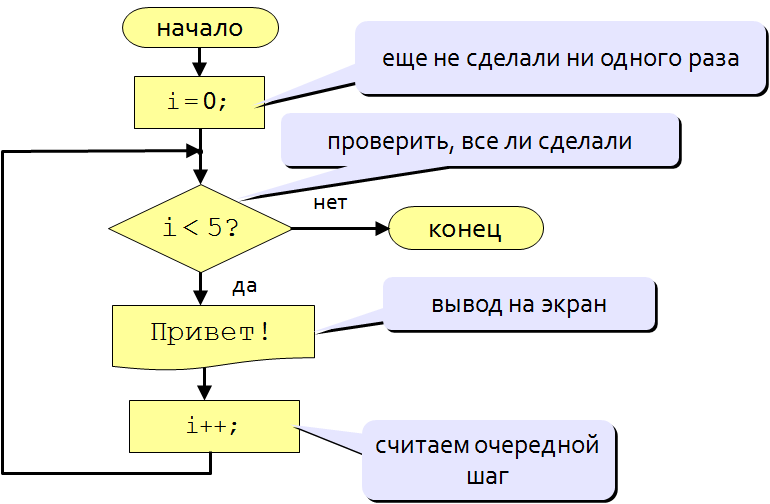 начало
еще не сделали ни одного раза
i = 0;
проверить, все ли сделали
нет
i < 5?
конец
да
вывод на экран
Привет!
i++;
считаем очередной
шаг